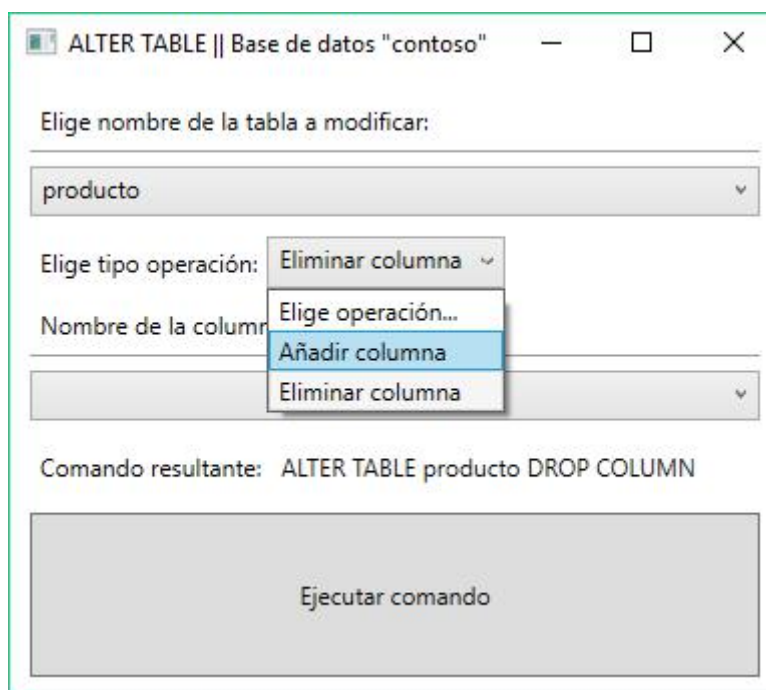 ALTER TABLE || Base de datos "contoso"
Elige nombre de la tabla a modificar:
producto
Elige tipo operación: Eliminar columna
Elige operación...
Nombre de la
Añadir columna
Eliminar columna
Comando resultante: ALTER TABLE producto DROP COLUMN
Ejecutar comando